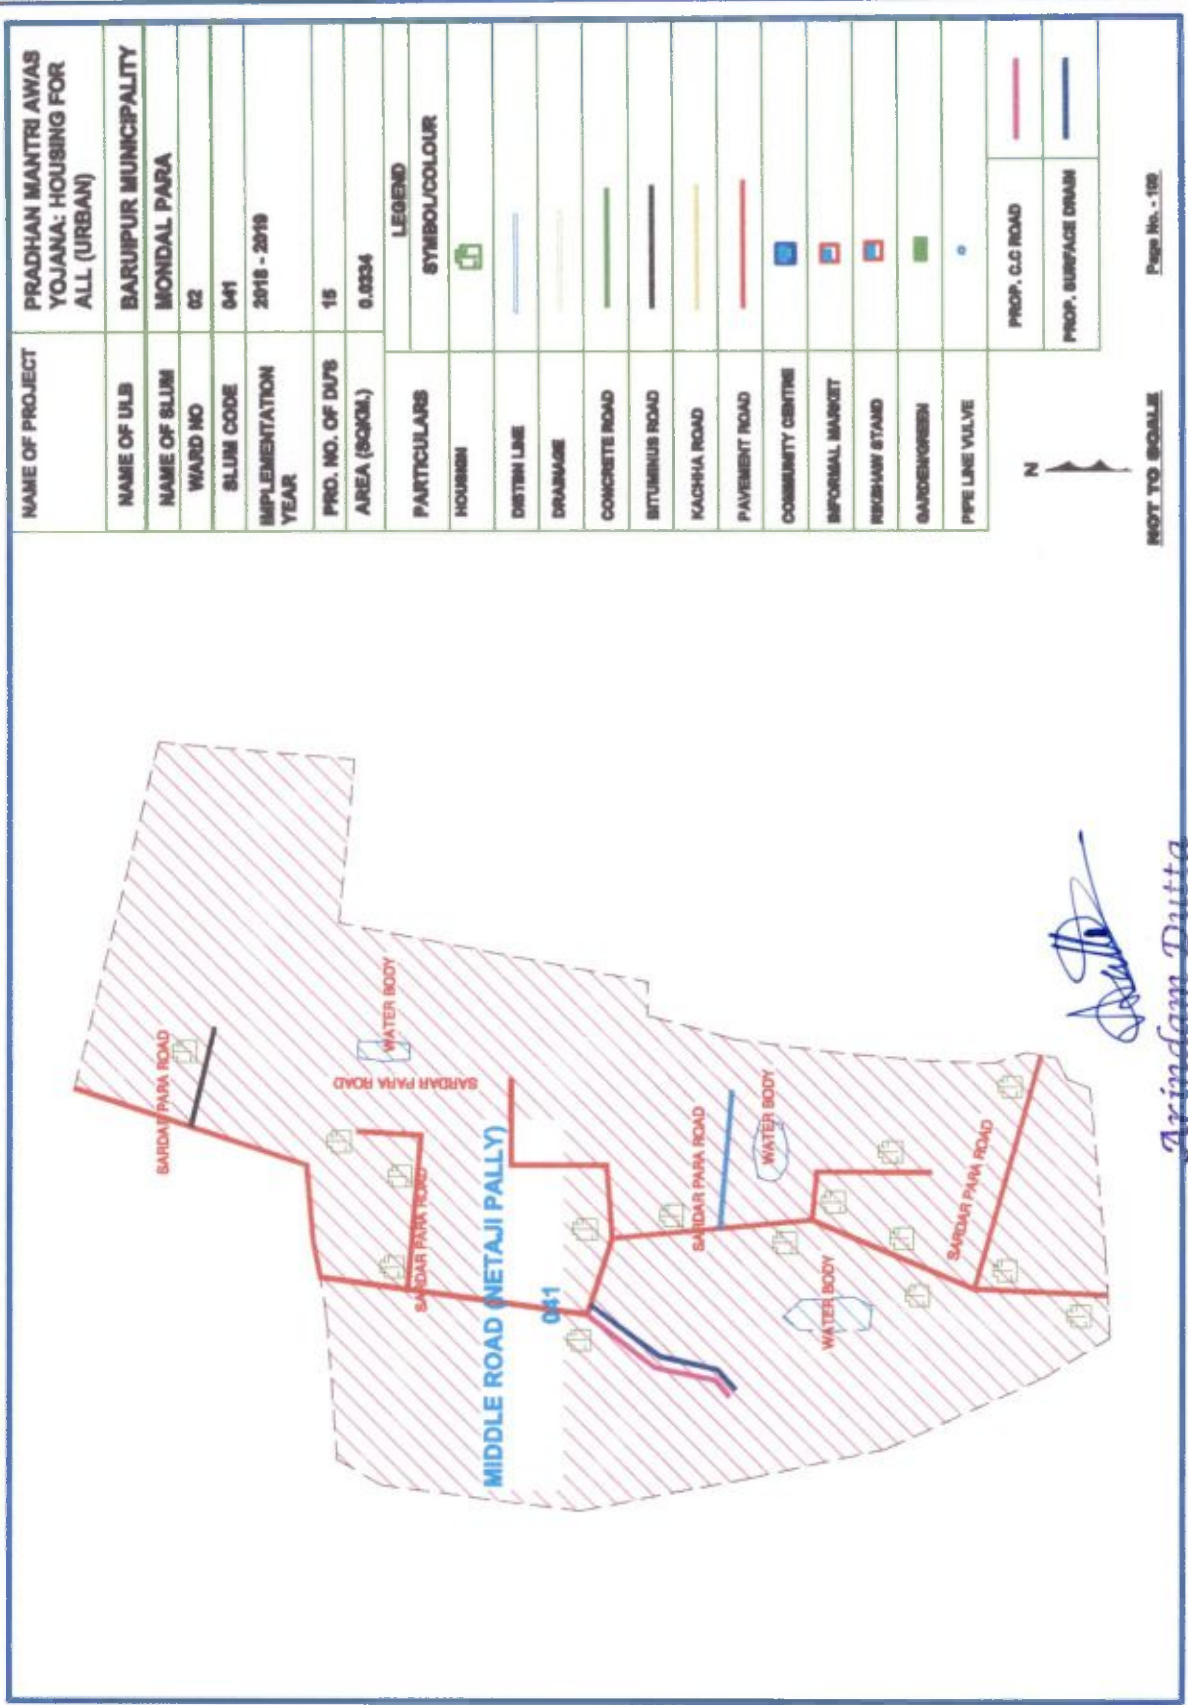 NAME OF PROJECT
PRADHAN MANTRI AWAS
YOJANA: HOUSING FOR
ALL (URBAN)
NAME OF ULB
BARUIPUR MUNICIPALITY
NAME OF SLUM
MONDAL PARA
WARD NO
02
SLUM CODE
041
IMPLEMENTATION
YEAR
2018 - 2019
PRO. NO. OF DU'S
15
AREA (SQKM.)
0.0334
PARTICULARS
LEGEND
SYMBOL/COLOUR
HOUSING
DISTBN LINE
DRAINAGE
CONCRETE ROAD
BITUMINUS ROAD
KACHHA ROAD
PAVEMENT ROAD
COMMUNITY CENTRE
INFORMAL MARKET
RIKSHAW STAND
GARDEN/GREEN
PIPE LINE VULVE
PROP. C.C ROAD
PROP. SURFACE DRAIN
N
NOT TO SCALE
SARDAR PARA ROAD
WATER BODY
SARDAR PARA ROAD
SARDAR PARA ROAD
MIDDLE ROAD (NETAJI PALLY)
041
SARDAR PARA ROAD
WATER BODY
WATER BODY
SARDAR PARA ROAD
Arindam Dutta